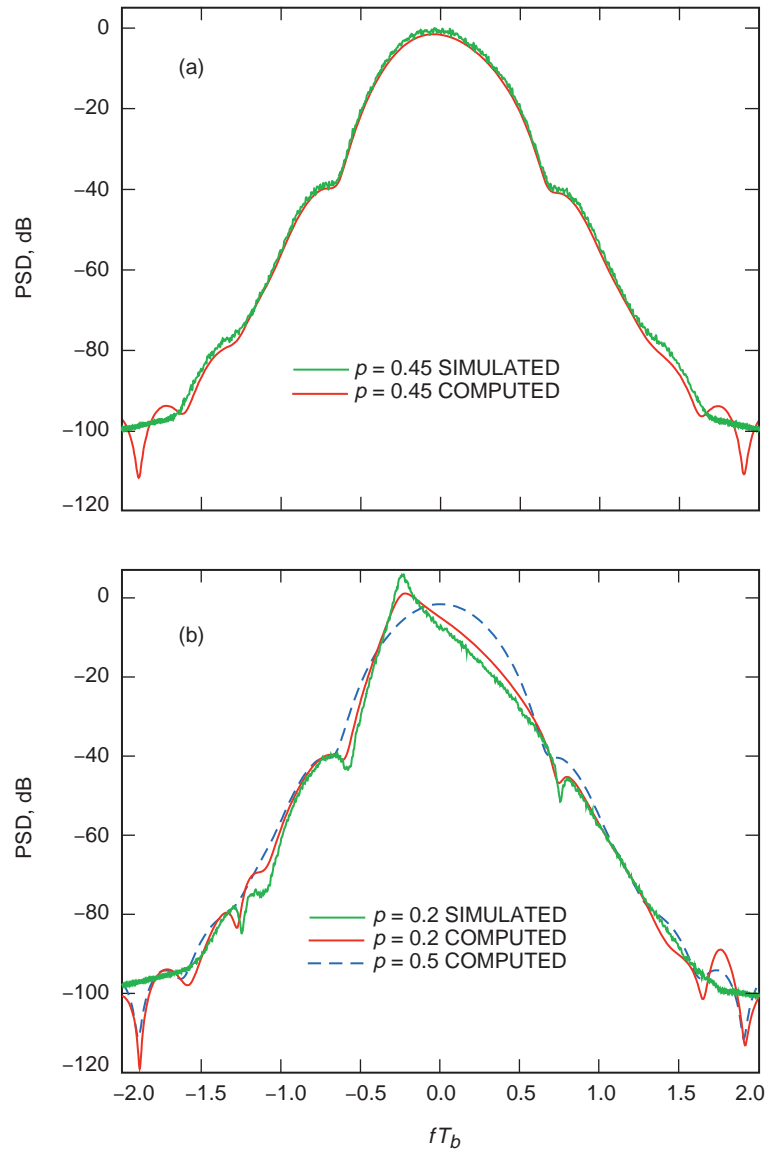 0
(a)
−20
−40
PSD, dB
−60
−80
p = 0.45 SIMULATED
p = 0.45 COMPUTED
−100
−120
0
(b)
−20
−40
PSD, dB
−60
−80
p = 0.2 SIMULATED
p = 0.2 COMPUTED
p = 0.5 COMPUTED
−100
−120
−2.0 −1.5 −1.0 −0.5 0.0 0.5 1.0 1.5 2.0
fTb